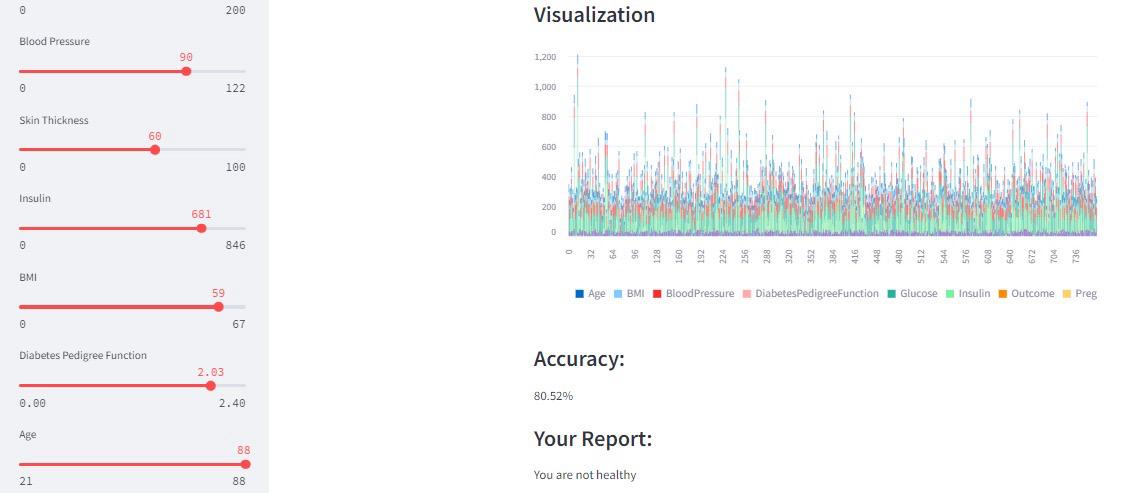 0 200
Blood Pressure
90
0 122
Skin Thickness
60
0 100
Insulin
681
0 846
BMI
59
0 67
Diabetes Pedigree Function
2.03
0.00 2.40
Age
88
21 88
Visualization
1,200
1,000
800
600
400
200
0
0 32 64 96 128 160 192 224 256 288 320 352 384 416 448 480 512 544 576 608 640 672 704 736
Age BMI BloodPressure DiabetesPedigreeFunction Glucose Insulin Outcome Preg
Accuracy:
80.52%
Your Report:
You are not healthy